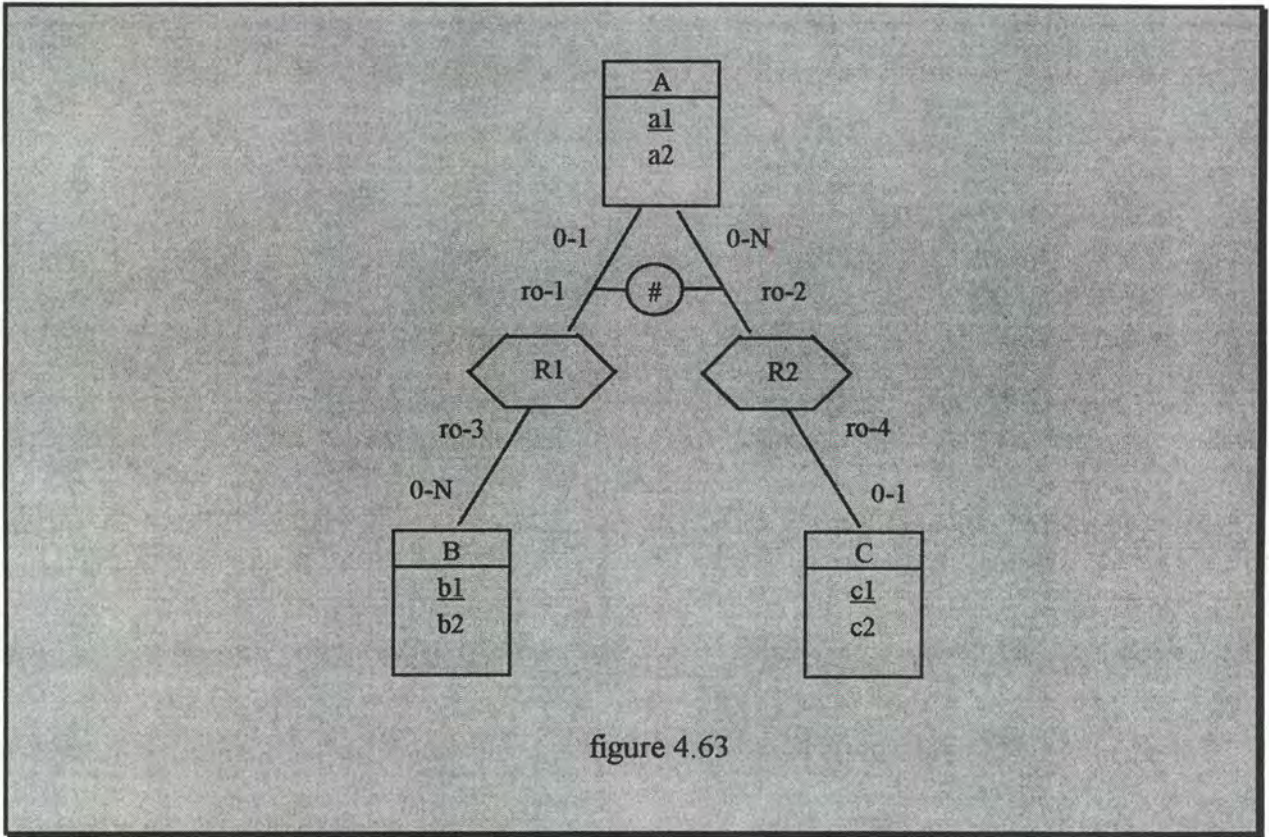 A
a1
a2
0-1
0-N
ro-1
#
ro-2
R1
R2
ro-3
ro-4
0-N
0-1
B
b1
b2
C
c1
c2
figure 4.63